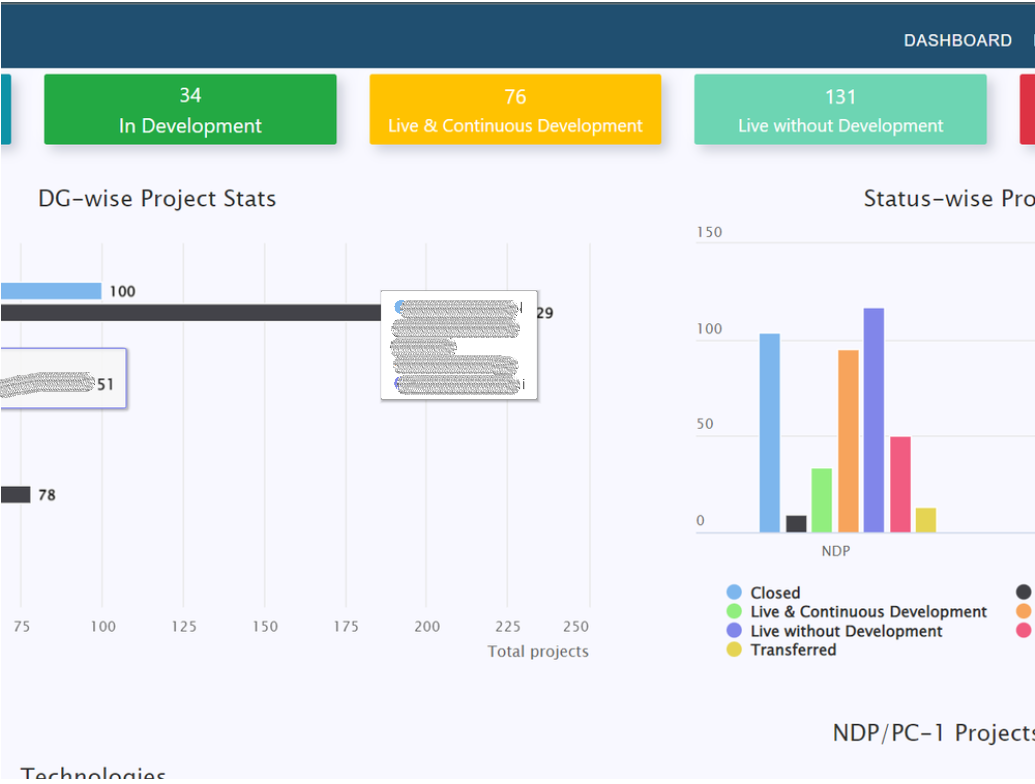 DASHBOARD
34
In Development
76
Live & Continuous Development
131
Live without Development
DG-wise Project Stats
100
29
51
78
75 100 125 150 175 200 225 250
Total projects
Status-wise Pro
150
100
50
0
NDP
Closed
Live & Continuous Development
Live without Development
Transferred
NDP/PC-1 Projects
Technologies